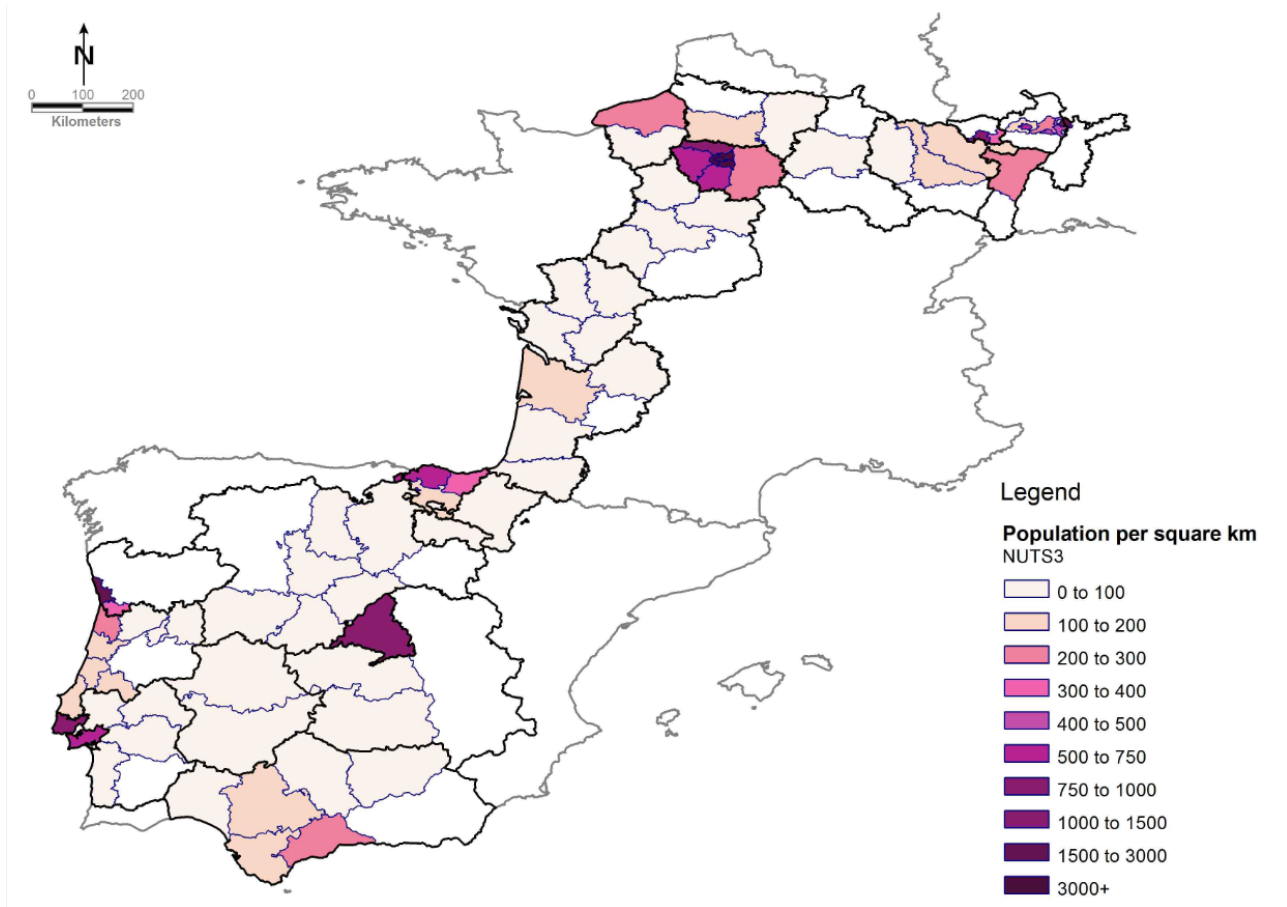 N
0 100 200
Kilometers
Legend
Population per square km
NUTS3
0 to 100
100 to 200
200 to 300
300 to 400
400 to 500
500 to 750
750 to 1000
1000 to 1500
1500 to 3000
3000+